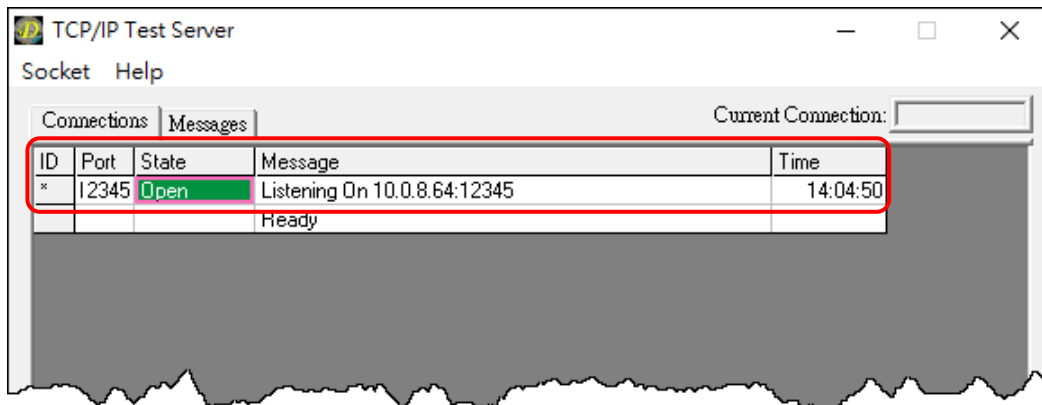 TCP/IP Test Server
Socket Help
Connections Messages Current Connection:
ID Port State Message Time
* 12345 Open Listening On 10.0.8.64:12345 14:04:50
Ready